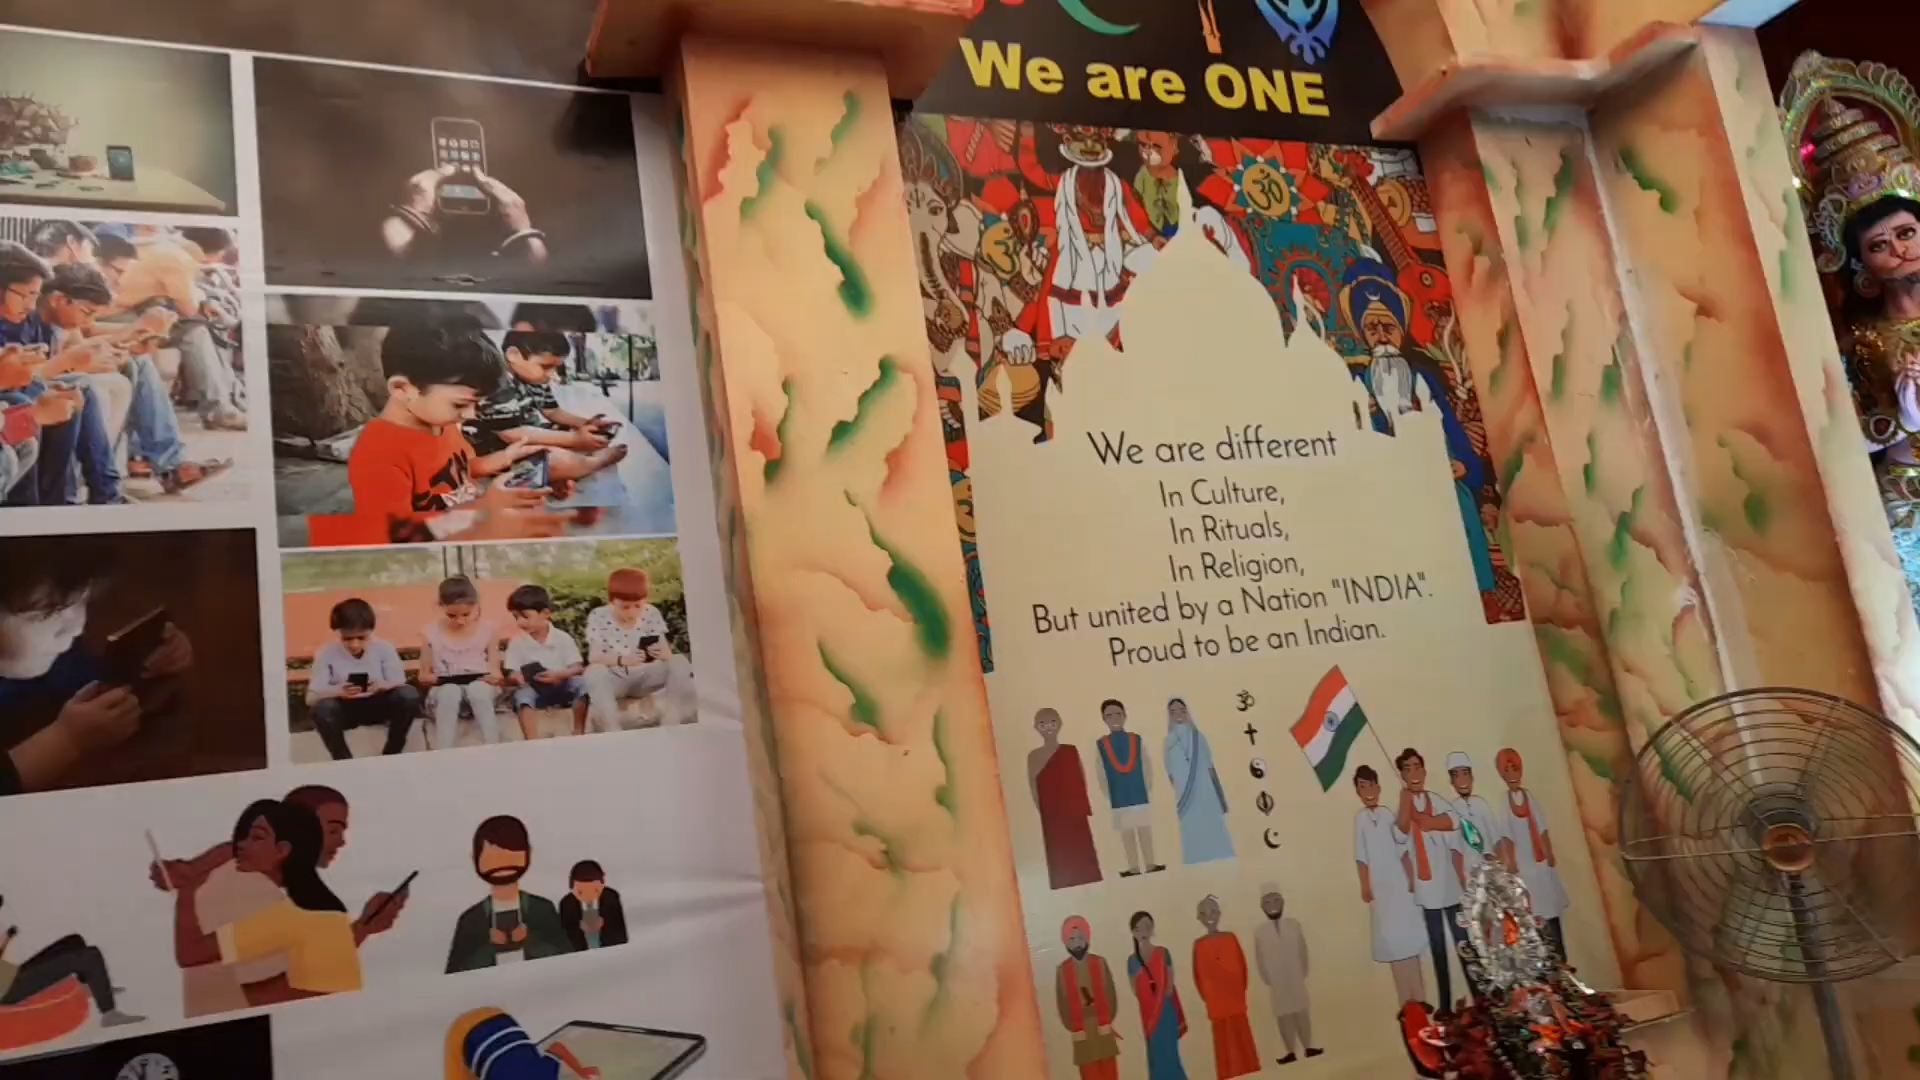 We are ONE
We are different
In Culture,
In Rituals,
In Religion,
But united by a Nation "INDIA".
Proud to be an Indian.